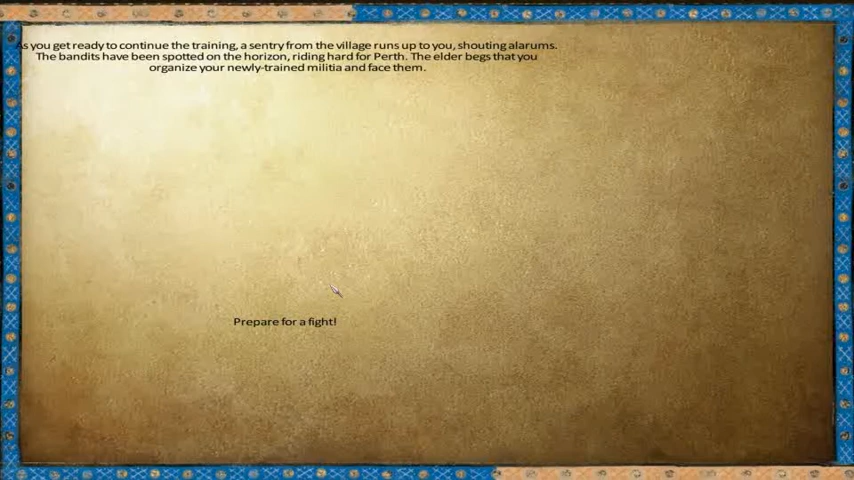 As you get ready to continue the training, a sentry from the village runs up to you, shouting alarums.
The bandits have been spotted on the horizon, riding hard for Perth. The elder begs that you
organize your newly-trained militia and face them.
Prepare for a fight!